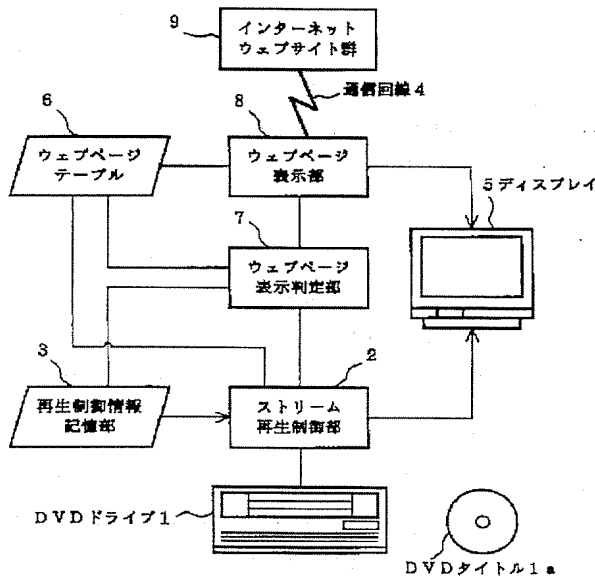 9
インターネット
ウェブサイト群
通信回線4
6
8
ウェブページ
テーブル
ウェブページ
表示部
5ディスプレイ
7
ウェブページ
表示判定部
3
2
再生制御情報
記憶部
ストリーム
再生制御部
DVDドライブ1
DVDタイトル1a